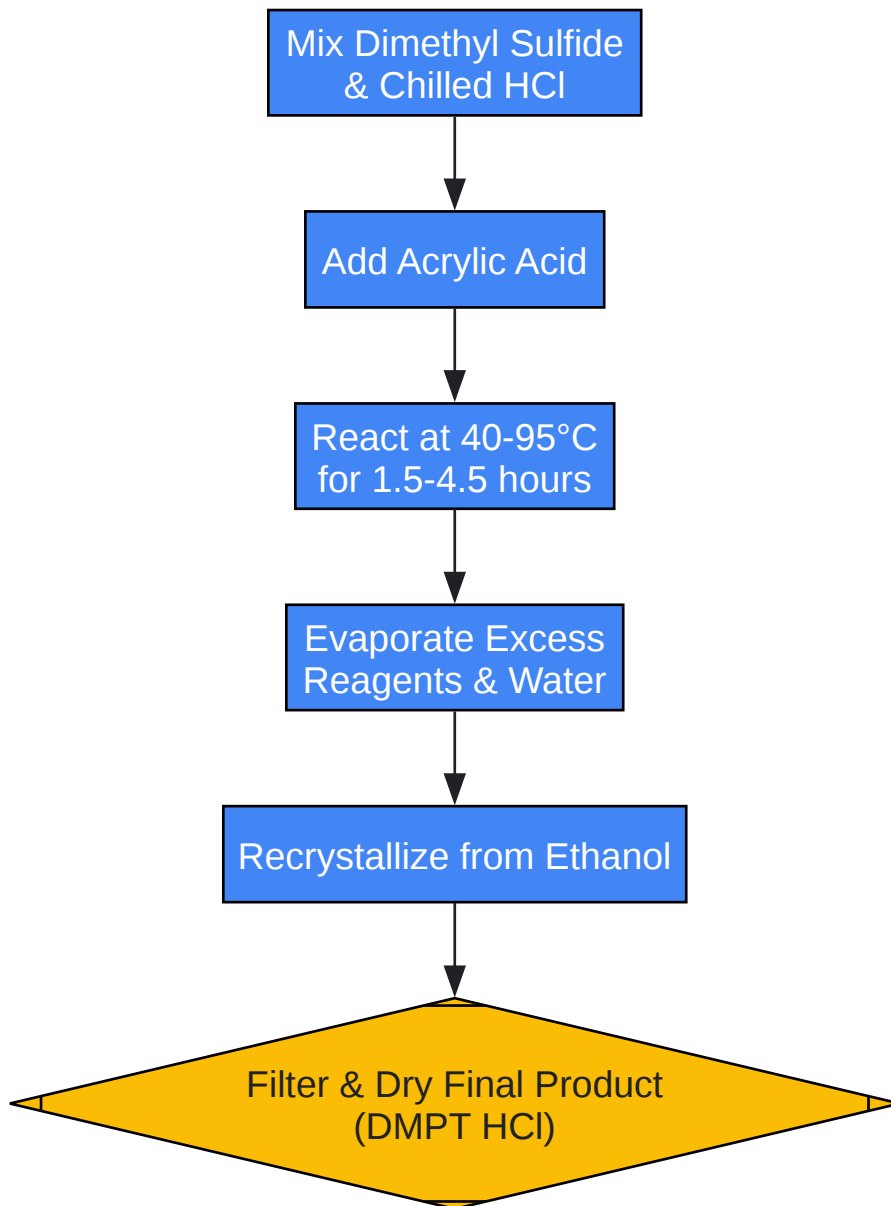 Mix Dimethyl Sulfide
& Chilled HCl
Add Acrylic Acid
React at 40-95°C
for 1.5-4.5 hours
Evaporate Excess
Reagents & Water
Recrystallize from Ethanol
Filter & Dry Final Product
(DMPT HCl)